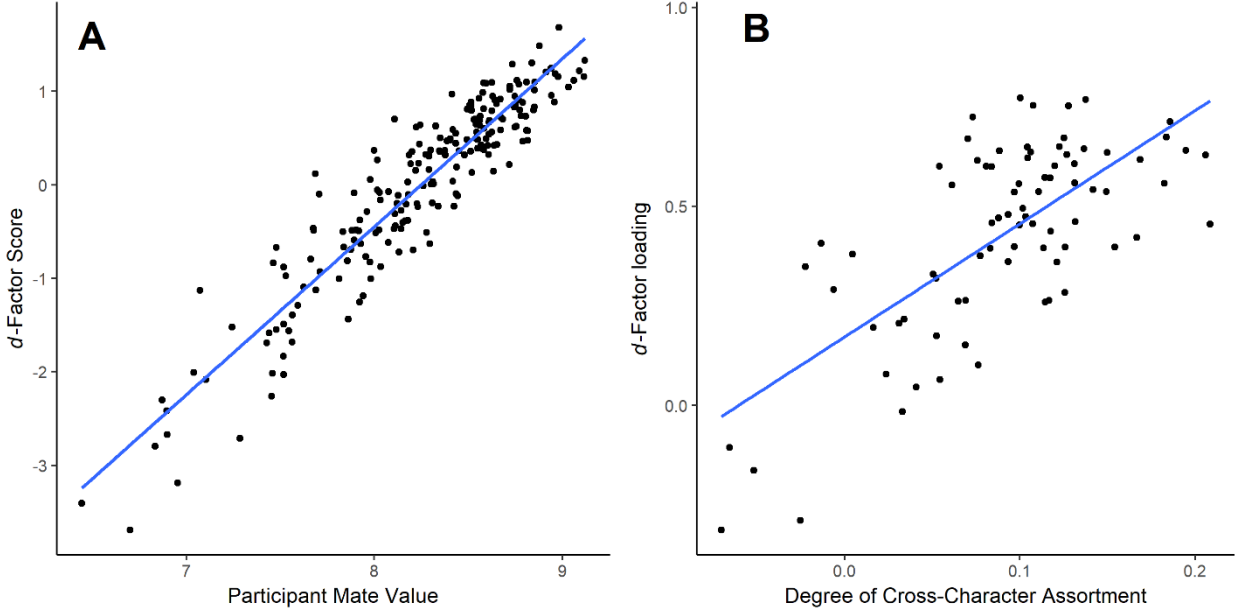 A
d-Factor Score
1
0
-1
-2
-3
7 8 9
Participant Mate Value
B
d-Factor loading
1.0
0.5
0.0
0.0 0.1 0.2
Degree of Cross-Character Assortment